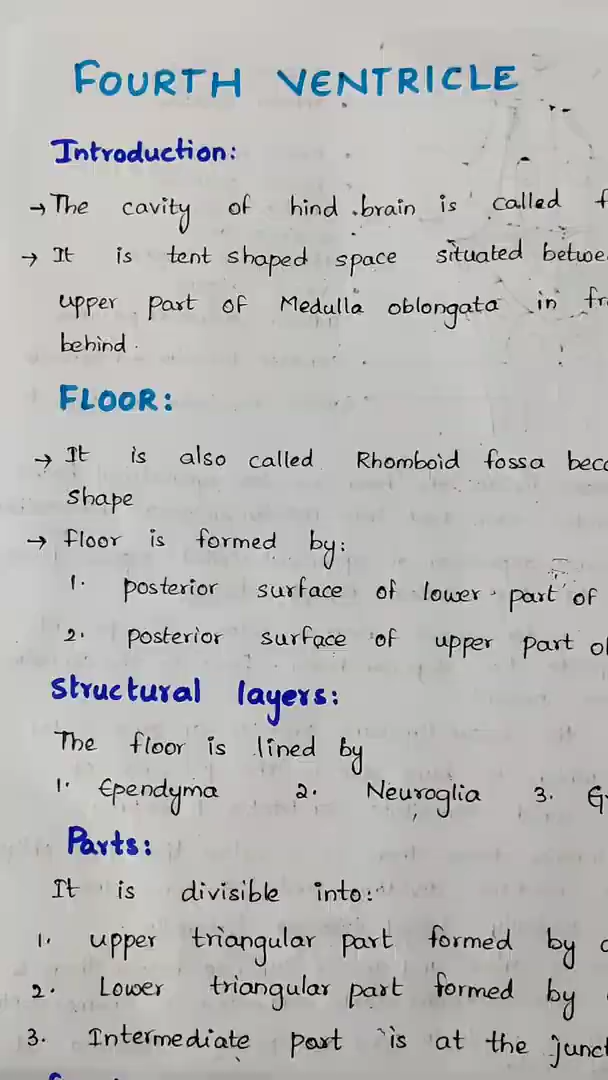 FOURTH VENTRICLE
Introduction:
→ The cavity of hind brain is called
→ It is tent shaped space situated
upper part of Medulla oblongata in
behind.
FLOOR:
→ It is also called Rhomboid fossa
shape
→ floor is formed by:
1. posterior surface of lower part of
2. posterior surface of upper part
Structural layers:
The floor is lined by
1. Ependyma 2. Neuroglia 3.
Parts:
It is divisible into:
1. upper triangular part formed by
2. Lower triangular part formed by
3. Intermediate part is at the